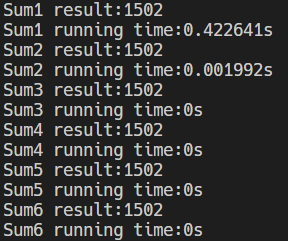 Sum1 result:1502
Sum1 running time:0.422641s
Sum2 result:1502
Sum2 running time:0.001992s
Sum3 result:1502
Sum3 running time:0s
Sum4 result:1502
Sum4 running time:0s
Sum5 result:1502
Sum5 running time:0s
Sum6 result:1502
Sum6 running time:0s